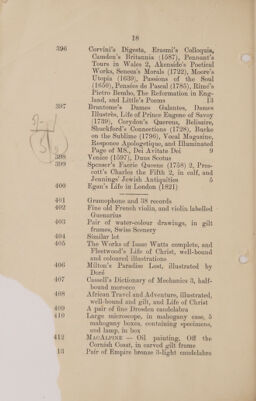 18
396 Corvini's Digesta, Erasmi's Colloquia,
Camden's Britannia (1587), Pennant's
Tours in Wales 2, Akenside's Poetical
Works, Seneca's Morals (1722), Moore's
Utopia (1639), Passions of the Soul
(1650), Pensées de Pascal (1785), Rime's
Pietro Bembo, The Reformation in Eng-
land, and Little's Poems 13
397 Brantome's Dames Galantes, Dames
Illustrés, Life of Prince Eugene of Savoy
(1739), Corydon's Querens, Belisaire,
Shuckford's Connections (1728), Burke
on the Sublime (1796), Vocal Magazine,
Responce Apologetique, and Illuminated
Page of MS., Dei Avitate Dei 9
398 Venice (1597), Duns Scotus
399 Spenser's Faerie Queene (1758) 2, Pres-
cott's Charles the Fifth 2, in calf, and
Jennings' Jewish Antiquities 5
400 Egan's Life in London (1821)
401 Gramophone and 38 records
402 Fine old French violin, and violin labelled
Guenarius
403 Pair of water-colour drawings, in gilt
frames, Swiss Scenery
404 Similar lot
405 The Works of Isaac Watts complete, and
Fleetwood's Life of Christ, well-bound
and coloured illustrations
406 Milton's Paradise Lost, illustrated by
Doré
407 Cassell's Dictionary of Mechanics 3, half-
bound morocco
408 African Travel and Adventure, illustrated,
well-bound and gilt, and Life of Christ
409 A pair of fine Dresden candelabra
410 Large microscope, in mahogany case, 5
mahogany boxes, containing specimens,
and lamp, in box
412 MacAlpine — Oil painting, Off the
Cornish Coast, in carved gilt frame
13 Pair of Empire bronze 3-light candelabra